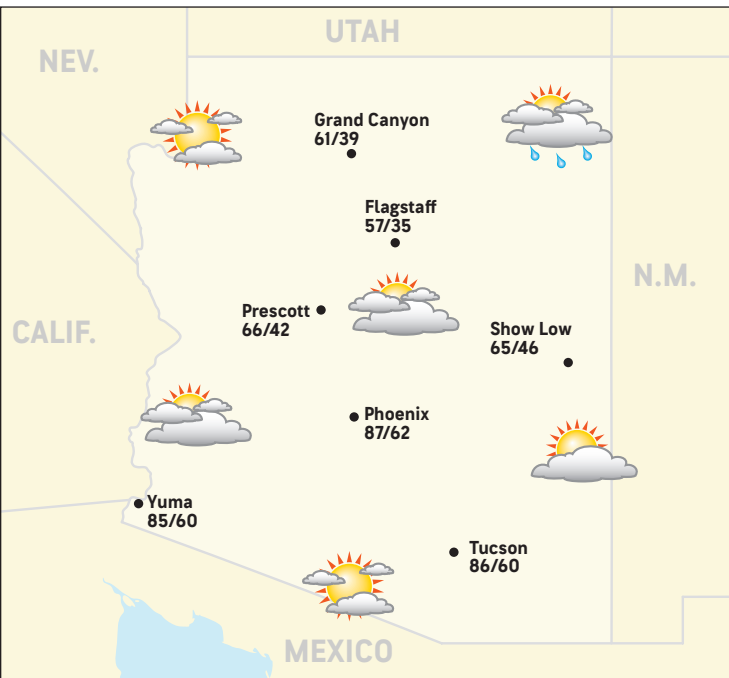 UTAH
NEV.
Grand Canyon
61/39
Flagstaff
57/35
N.M.
Prescott
66/42
CALIF.
Show Low
65/46
Phoenix
87/62
Yuma
85/60
Tucson
86/60
MEXICO